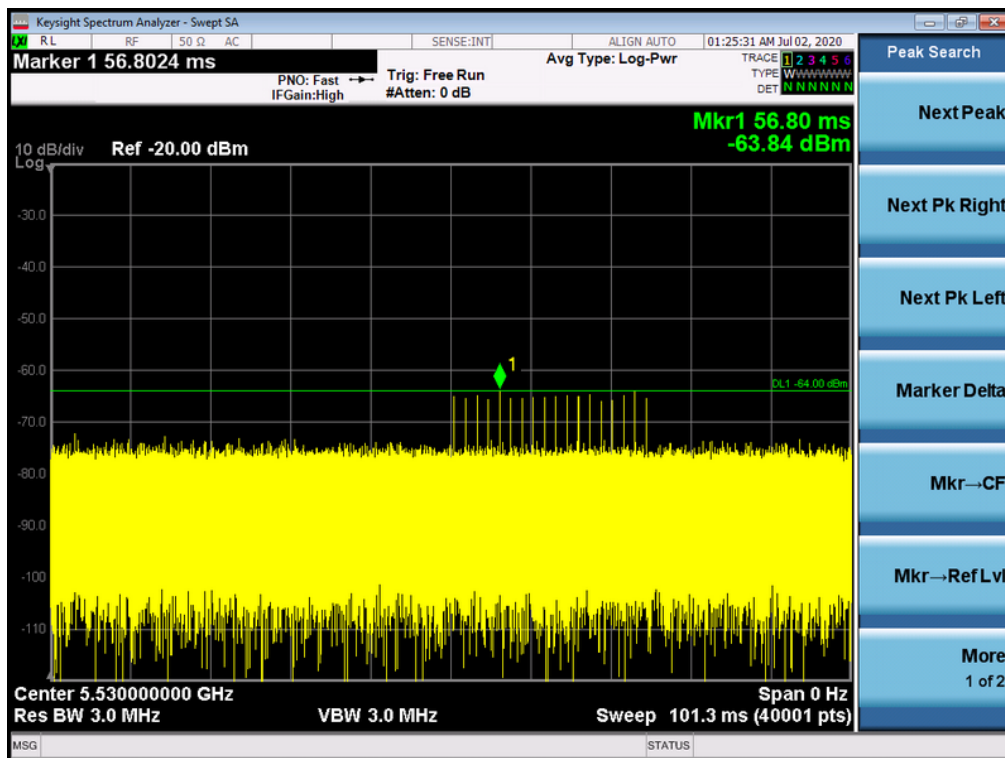 Keysight Spectrum Analyzer - Swept SA
LXI RL RF 50 Ω AC SENSE:INT ALIGN AUTO 01:25:31 AM Jul 02, 2020
Marker 1 56.8024 ms
PNO: Fast
IFGain:High
Trig: Free Run
#Atten: 0 dB
Avg Type: Log-Pwr
TRACE 1 2 3 4 5 6
TYPE WWWWWW
DET N N N N N N
Mkr1 56.80 ms
-63.84 dBm
10 dB/div Ref -20.00 dBm
Log
-30.0
-40.0
-50.0
-60.0
-70.0
-80.0
-90.0
-100
-110
1
DL1 -64.00 dBm
Center 5.530000000 GHz Span 0 Hz
Res BW 3.0 MHz VBW 3.0 MHz Sweep 101.3 ms (40001 pts)
MSG STATUS
Peak Search
Next Peak
Next Pk Right
Next Pk Left
Marker Delta
Mkr→CF
Mkr→Ref Lvl
More
1 of 2